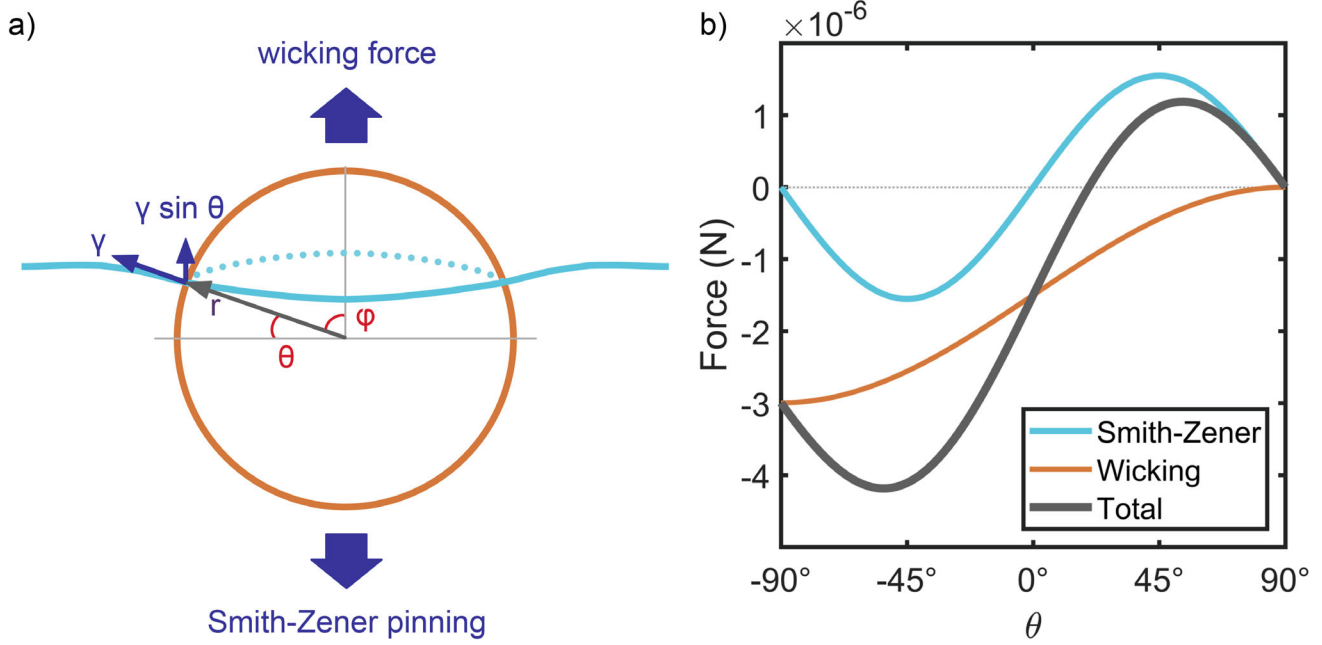 a)
wicking force
γ sin θ
γ
r
φ
θ
Smith-Zener pinning
b)
×10⁻⁶
1
0
-1
-2
-3
-4
Force (N)
Smith-Zener
Wicking
Total
-90°
-45°
0°
45°
90°
θ